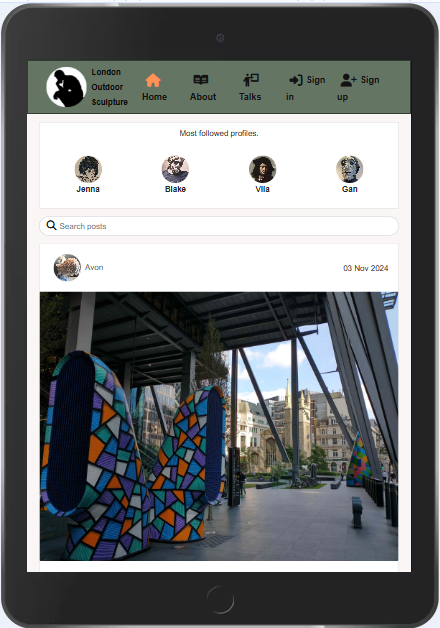 London
Outdoor
Sculpture
Home
About
Talks
Sign
in
Sign
up
Most followed profiles.
Jenna
Blake
Vila
Gan
Search posts
Avon
03 Nov 2024